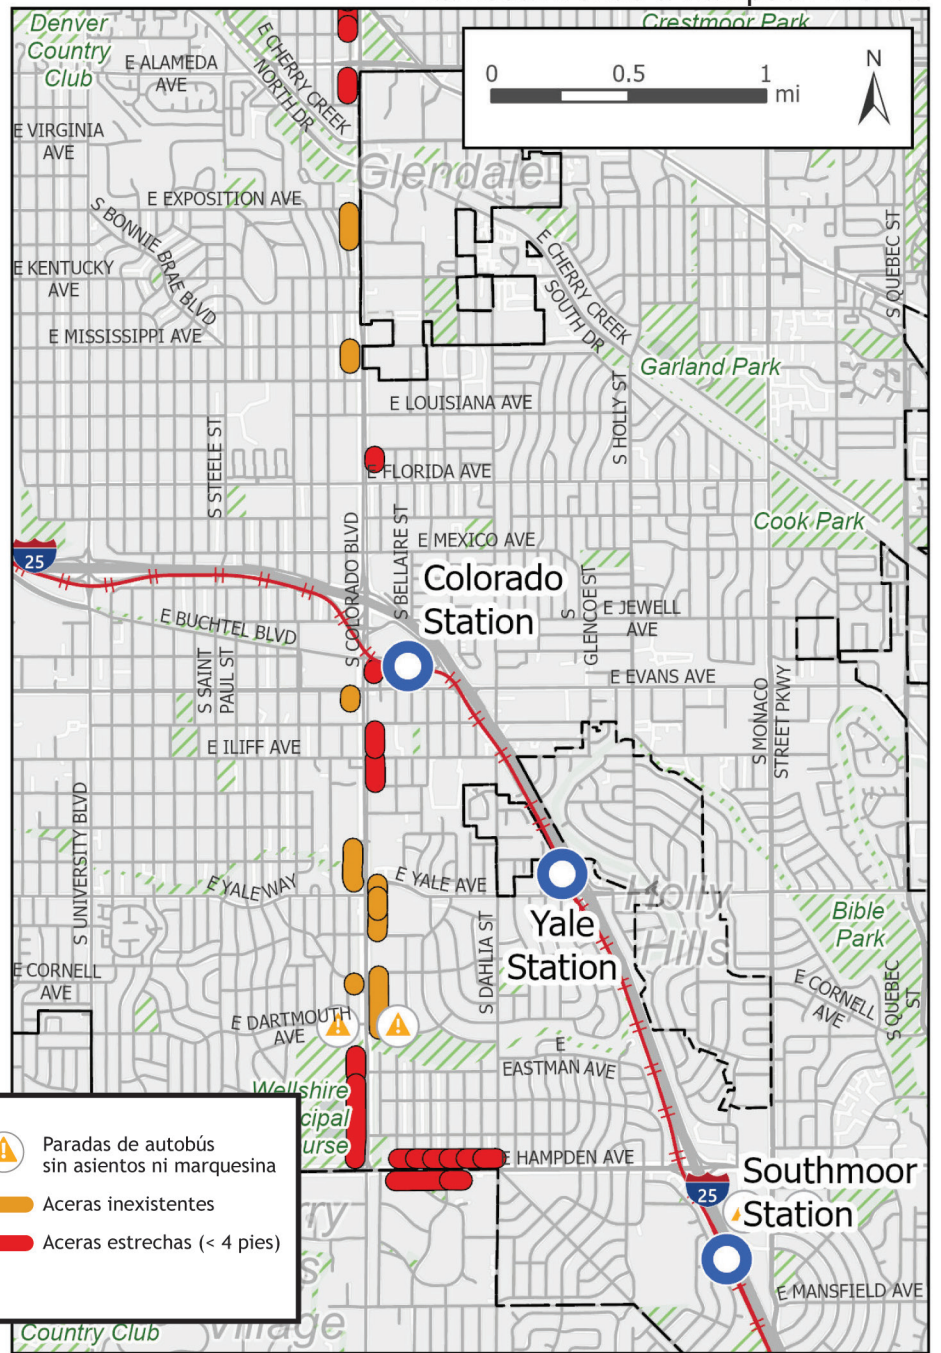 Denver
Country
Club
Crestmoor Park
E ALAMEDA
AVE
E CHERRY CREEK
NORTH DR
0 0.5 1
mi
N
E VIRGINIA
AVE
Glendale
E EXPOSITION AVE
S BONNIE BRAE BLVD
S QUEBEC ST
E KENTUCKY
AVE
E CHERRY CREEK
SOUTH DR
E MISSISSIPPI AVE
Garland Park
E LOUISIANA AVE
S HOLLY ST
S STEELE ST
E FLORIDA AVE
Cook Park
25
S COLORADO BLVD
S BELLAIRE ST
E MEXICO AVE
Colorado
Station
S
GLENCOE ST
E JEWELL
AVE
E BUCHTEL BLVD
S SAINT
PAUL ST
E EVANS AVE
S MONACO
STREET PKWY
E ILIFF AVE
S UNIVERSITY BLVD
E YALE WAY
E YALE AVE
Yale
Station
Holly
Hills
Bible
Park
S DAHLIA ST
E CORNELL
AVE
E CORNELL
AVE
S QUEBEC
ST
E DARTMOUTH
AVE
E
EASTMAN AVE
Wellshire
E HAMPDEN AVE
Paradas de autobús
sin asientos ni marquesina
Aceras inexistentes
Aceras estrechas (< 4 pies)
25
Southmoor
Station
E MANSFIELD AVE
Village
Country Club